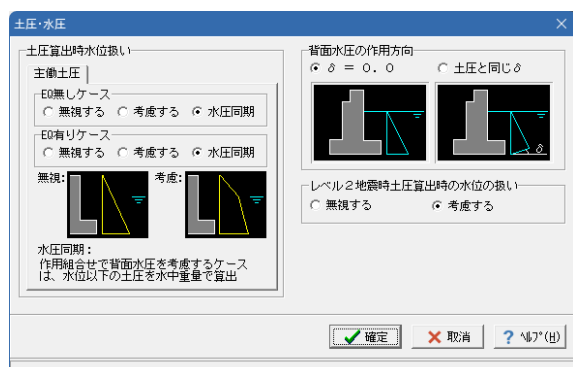 土圧・水圧
土圧算出時水位扱い
主働土圧
EQ無しケース
無視する 考慮する 水圧同期
EQ有りケース
無視する 考慮する 水圧同期
無視: 考慮:
水圧同期：
作用組合せで背面水圧を考慮するケース
は、水位以下の土圧を水中重量で算出
背面水圧の作用方向
δ = 0.0 土圧と同じδ
δ
レベル2地震時土圧算出時の水位の扱い
無視する 考慮する
確定 取消 ? ﾍﾙﾌﾟ(H)